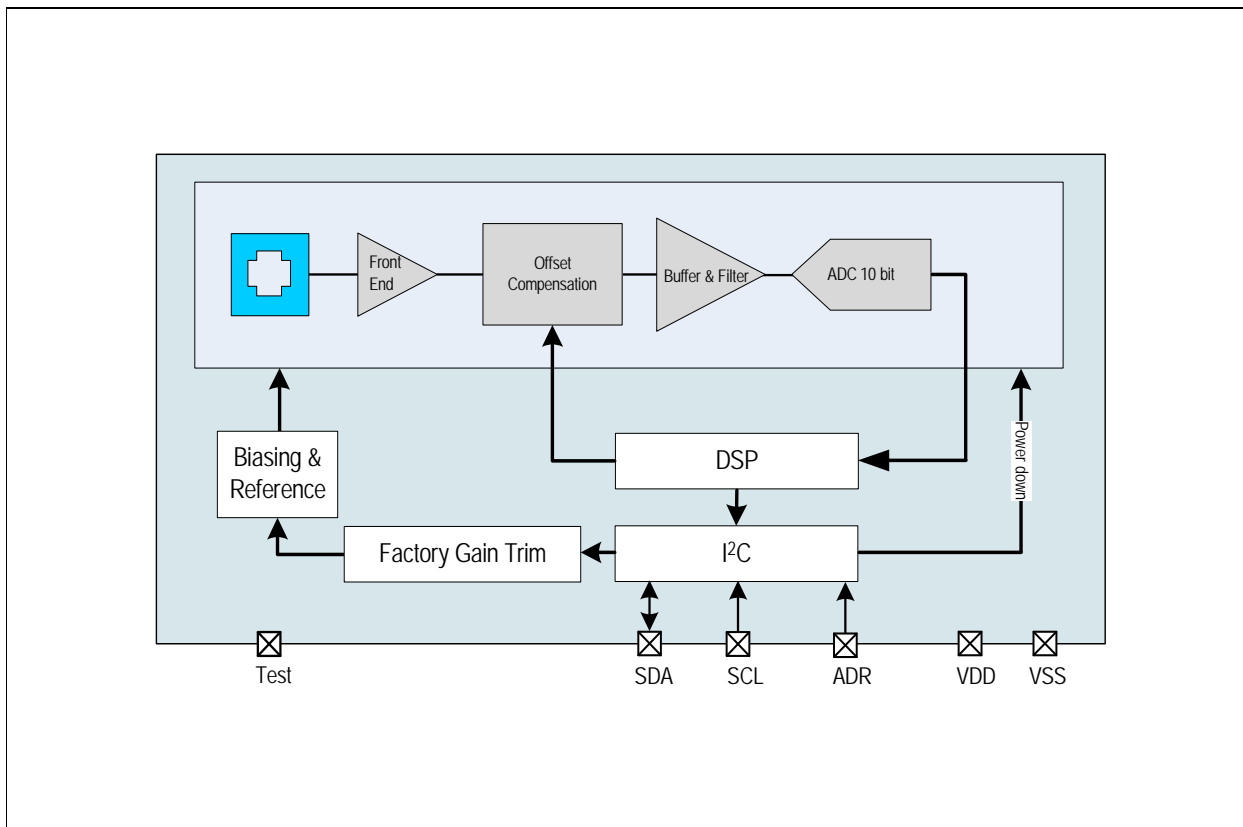 Front
End
Offset
Compensation
Buffer & Filter
ADC 10 bit
Biasing &
Reference
DSP
Power down
Factory Gain Trim
I²C
Test
SDA
SCL
ADR
VDD
VSS